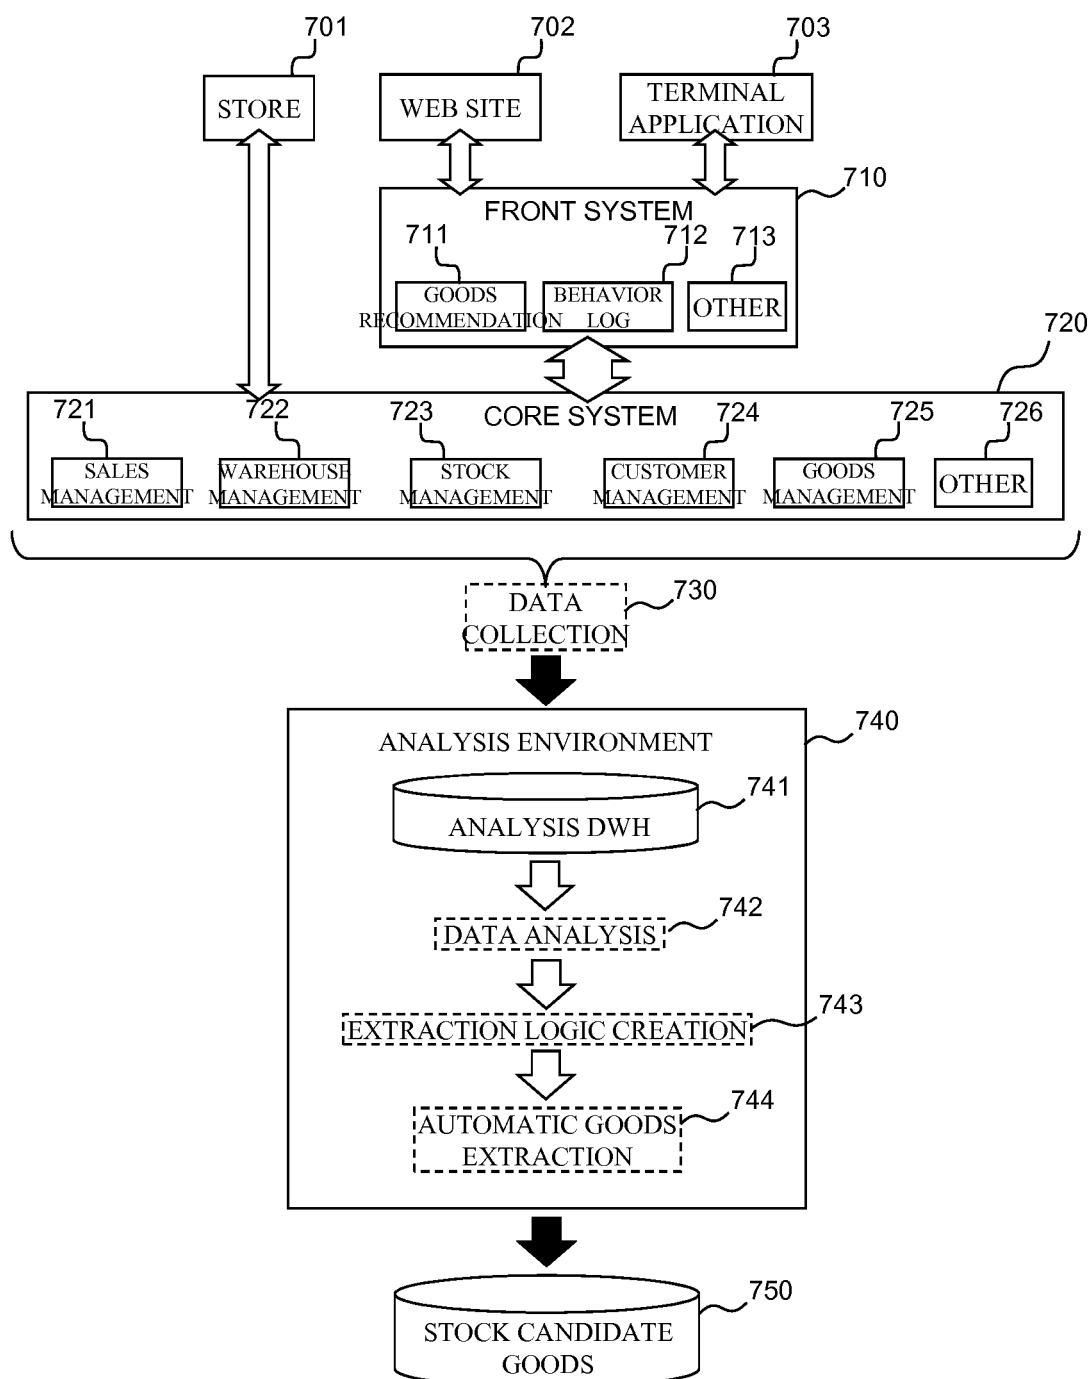 701
702
703
STORE
WEB SITE
TERMINAL
APPLICATION
710
FRONT SYSTEM
711
712
713
GOODS
RECOMMENDATION
BEHAVIOR
LOG
OTHER
720
CORE SYSTEM
721
722
723
724
725
726
SALES
MANAGEMENT
WAREHOUSE
MANAGEMENT
STOCK
MANAGEMENT
CUSTOMER
MANAGEMENT
GOODS
MANAGEMENT
OTHER
730
DATA
COLLECTION
740
ANALYSIS ENVIRONMENT
741
ANALYSIS DWH
742
DATA ANALYSIS
743
EXTRACTION LOGIC CREATION
744
AUTOMATIC GOODS
EXTRACTION
750
STOCK CANDIDATE
GOODS